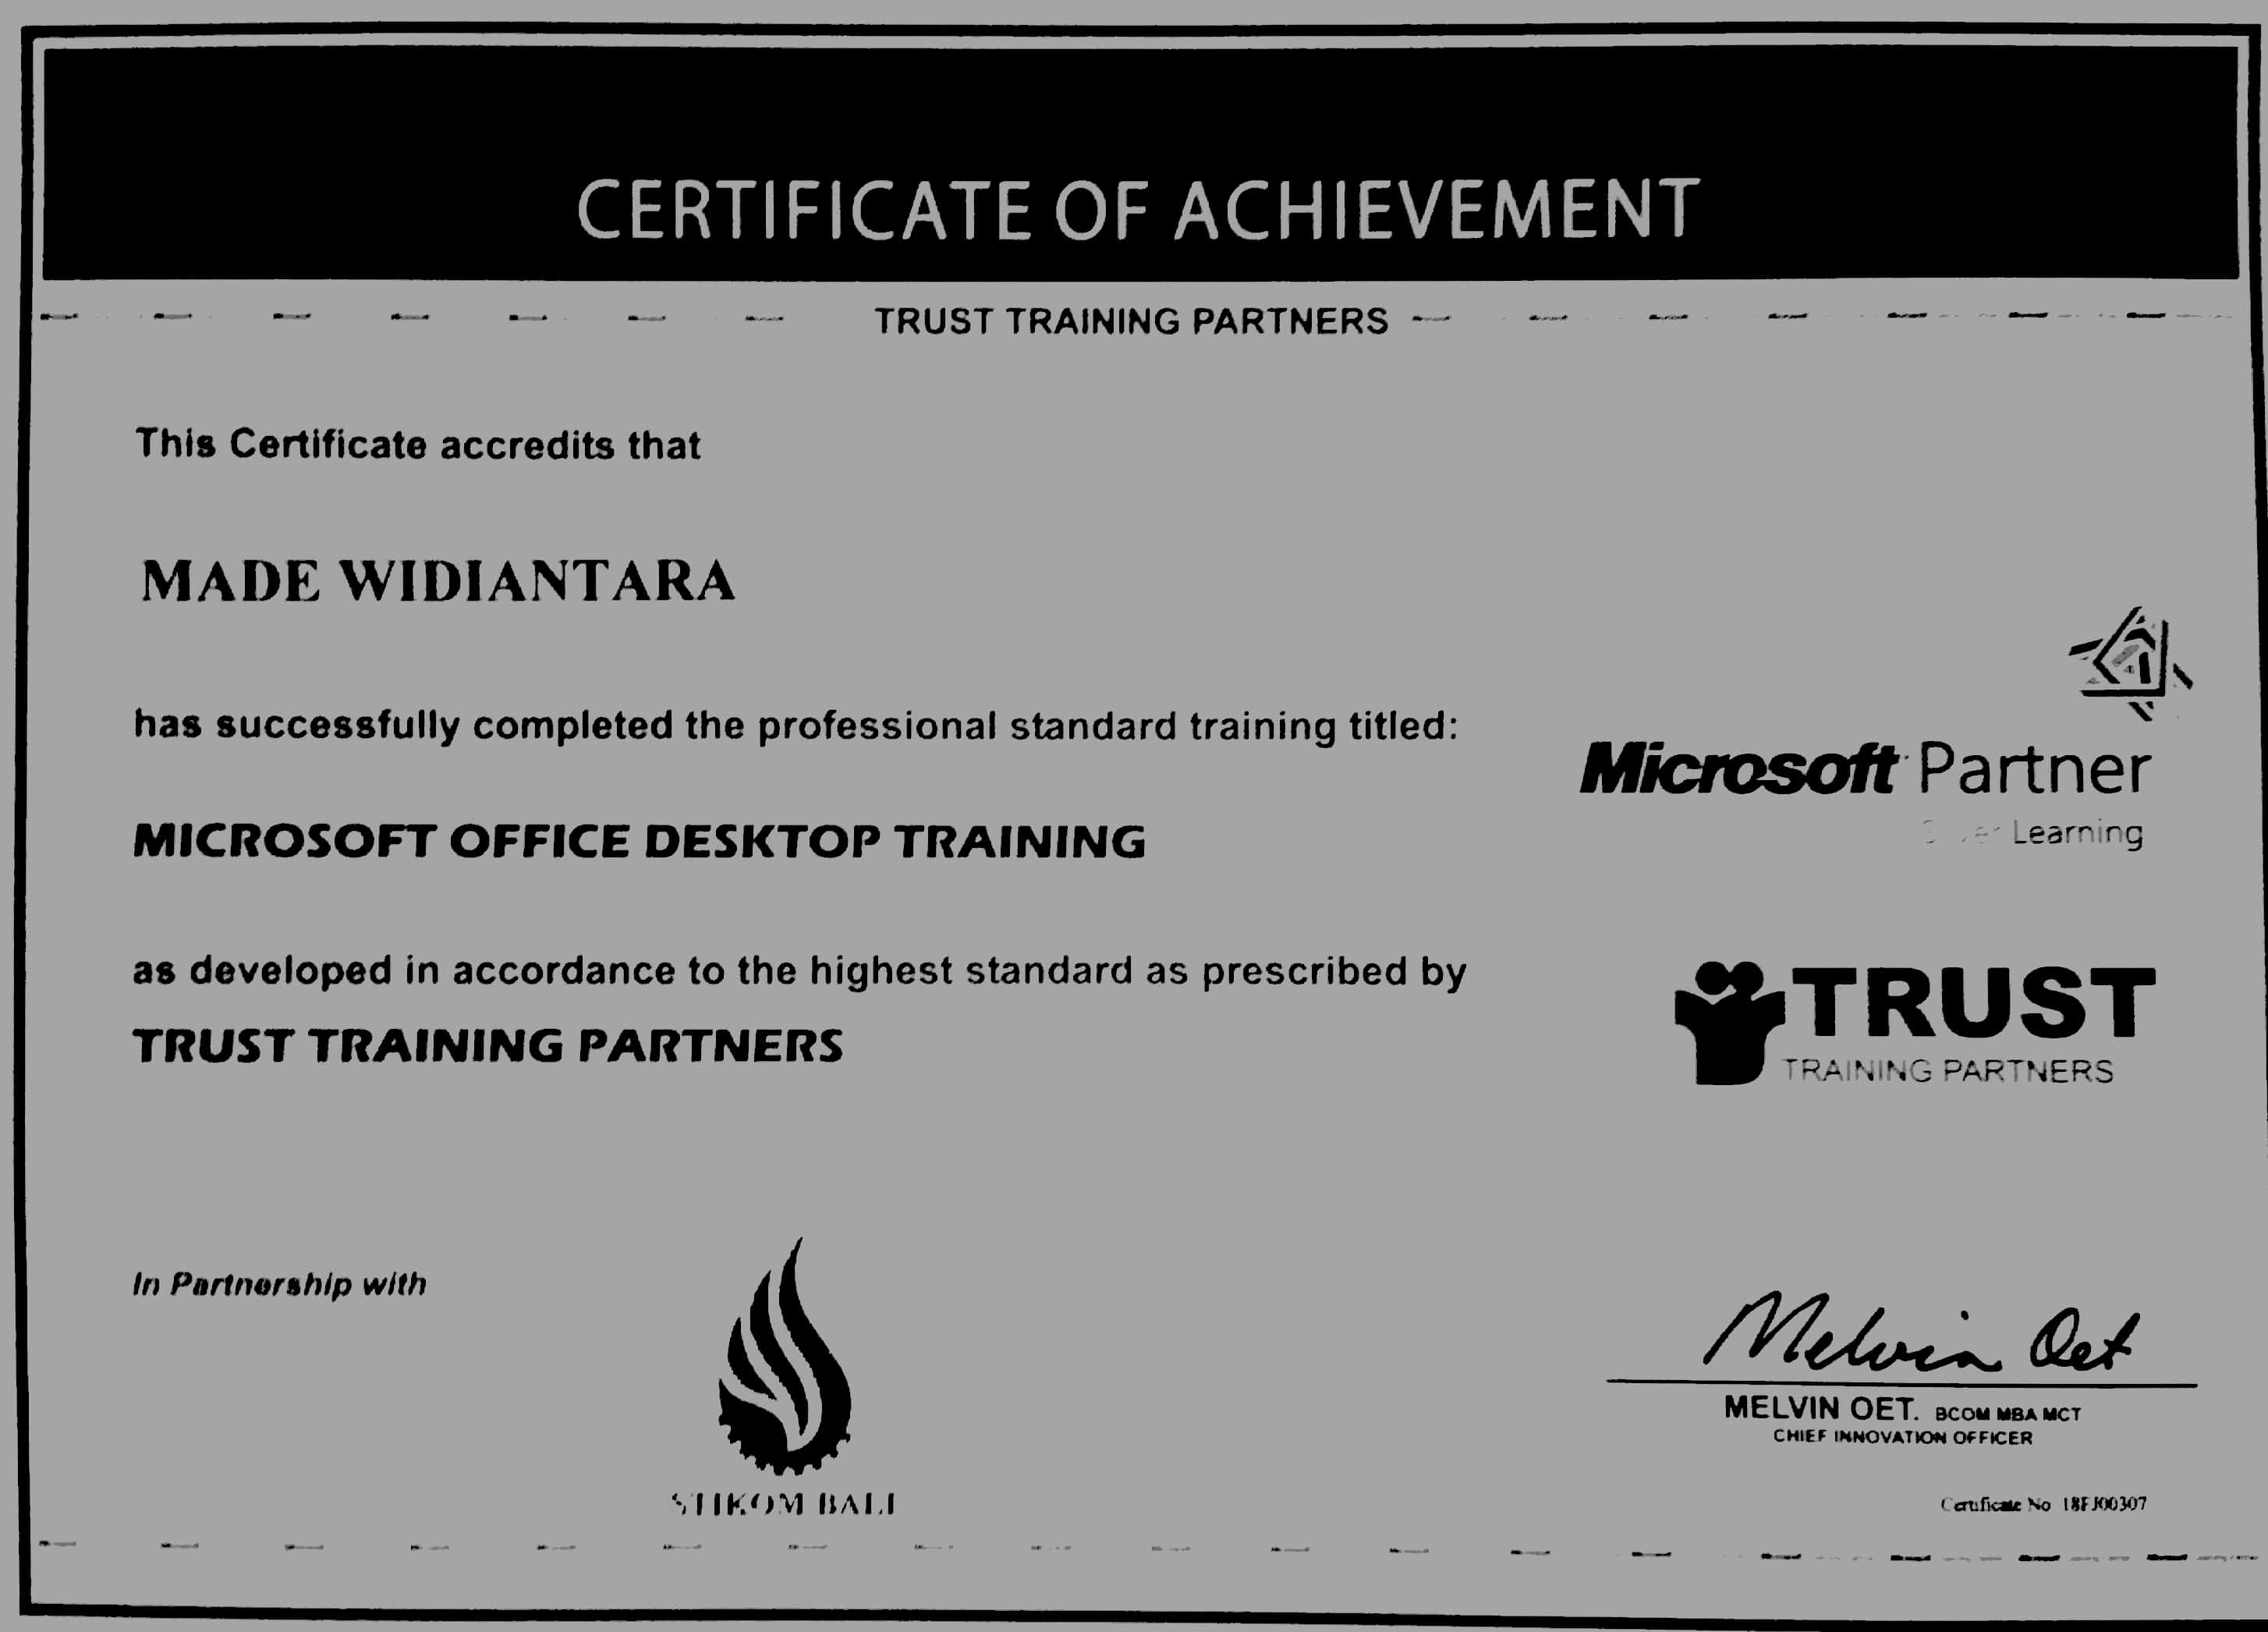 CERTIFICATE OF ACHIEVEMENT
TRUST TRAINING PARTNERS
This Certificate accredits that
MADE WIDIANTARA
has successfully completed the professional standard training titled:
Microsoft Partner
Learning
MICROSOFT OFFICE DESKTOP TRAINING
as developed in accordance to the highest standard as prescribed by
TRUST TRAINING PARTNERS
TRUST
TRAINING PARTNERS
In Partnership with
STIKOM BALI
Melvin Oet
MELVIN OET. BCOM MBA MCT
CHIEF INNOVATION OFFICER
Certificate No 18FJ00307